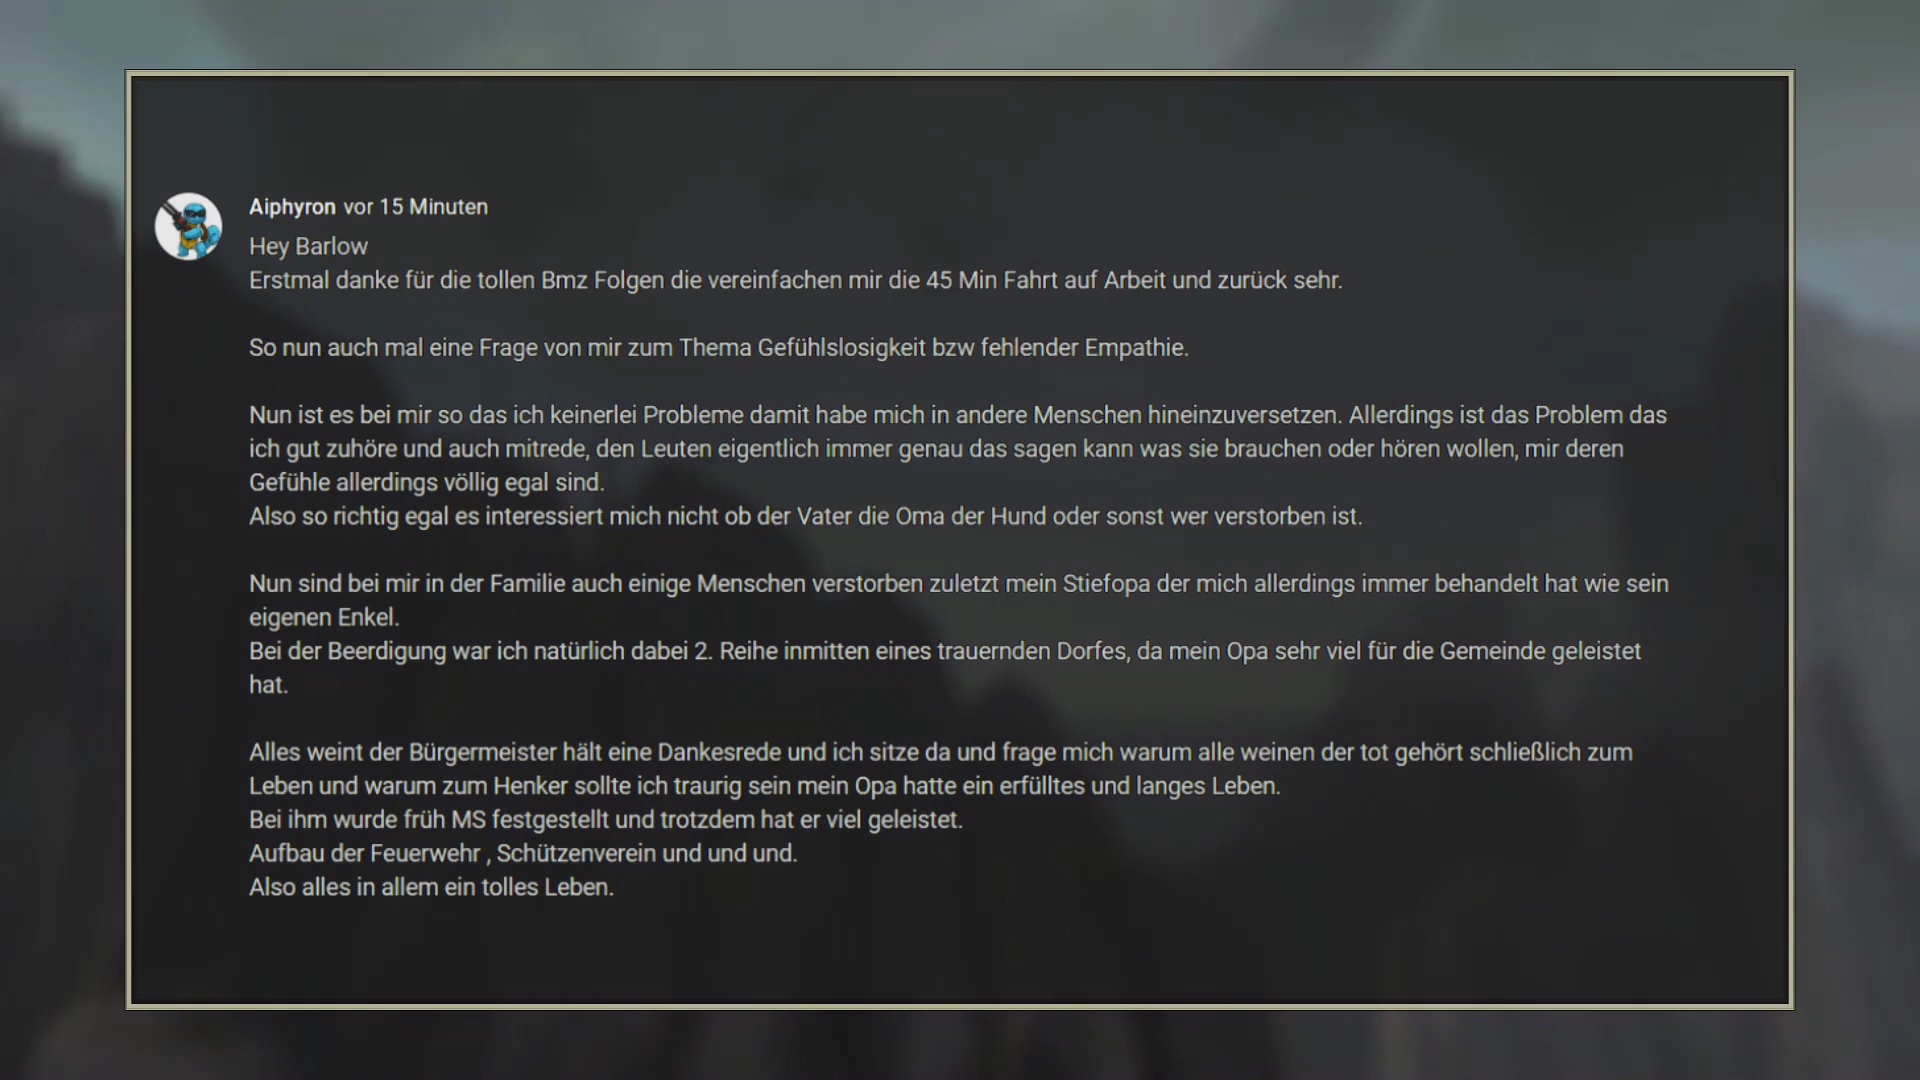 Aiphyron vor 15 Minuten
Hey Barlow
Erstmal danke für die tollen Bmz Folgen die vereinfachen mir die 45 Min Fahrt auf Arbeit und zurück sehr.
So nun auch mal eine Frage von mir zum Thema Gefühlslosigkeit bzw fehlender Empathie.
Nun ist es bei mir so das ich keinerlei Probleme damit habe mich in andere Menschen hineinzuversetzen. Allerdings ist das Problem das
ich gut zuhöre und auch mitrede, den Leuten eigentlich immer genau das sagen kann was sie brauchen oder hören wollen, mir deren
Gefühle allerdings völlig egal sind.
Also so richtig egal es interessiert mich nicht ob der Vater die Oma der Hund oder sonst wer verstorben ist.
Nun sind bei mir in der Familie auch einige Menschen verstorben zuletzt mein Stiefopa der mich allerdings immer behandelt hat wie sein
eigenen Enkel.
Bei der Beerdigung war ich natürlich dabei 2. Reihe inmitten eines trauernden Dorfes, da mein Opa sehr viel für die Gemeinde geleistet
hat.
Alles weint der Bürgermeister hält eine Dankesrede und ich sitze da und frage mich warum alle weinen der tot gehört schließlich zum
Leben und warum zum Henker sollte ich traurig sein mein Opa hatte ein erfülltes und langes Leben.
Bei ihm wurde früh MS festgestellt und trotzdem hat er viel geleistet.
Aufbau der Feuerwehr , Schützenverein und und und.
Also alles in allem ein tolles Leben.